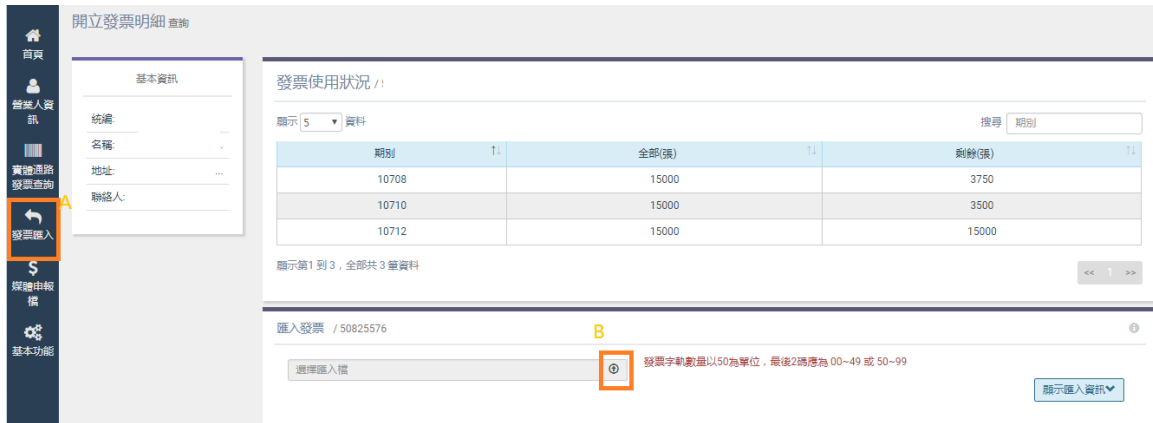 開立發票明細 查詢
首頁
營業人資
訊
實體通路
發票查詢
A
發票匯入
$
媒體申報
檔
基本功能
基本資訊
統編:
名稱:
地址:
聯絡人:
發票使用狀況 /
顯示 5 資料
搜尋 期別
期別 全部(張) 剩餘(張)
10708 15000 3750
10710 15000 3500
10712 15000 15000
顯示第1 到 3，全部共 3 筆資料
<< 1 >>
匯入發票 / 50825576
B
選擇匯入檔
發票字軌數量以50為單位，最後2碼應為 00~49 或 50~99
顯示匯入資訊